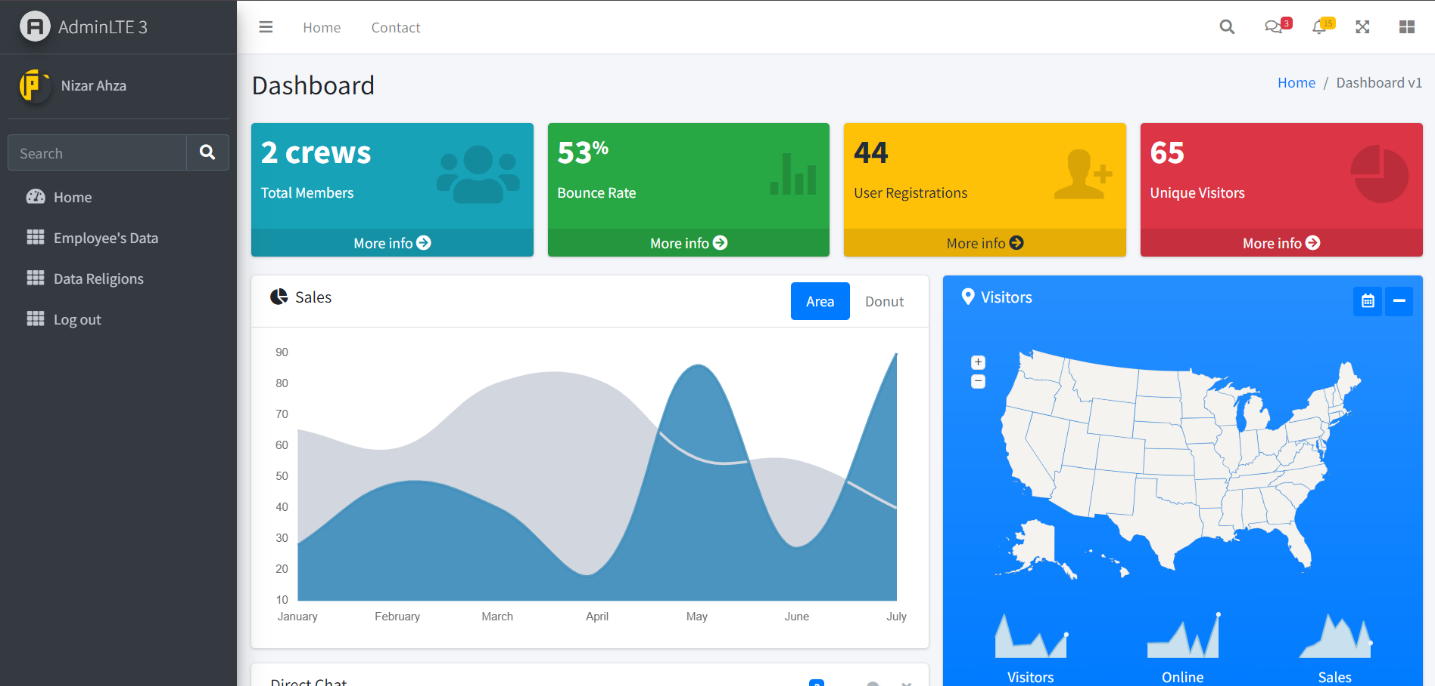 AdminLTE 3
Home Contact
3
15
Nizar Ahza
Search
Home
Employee's Data
Data Religions
Log out
Dashboard
Home / Dashboard v1
2 crews
Total Members
More info
53%
Bounce Rate
More info
44
User Registrations
More info
65
Unique Visitors
More info
Sales
Area Donut
90
80
70
60
50
40
30
20
10
January February March April May June July
Visitors
+
−
Visitors Online Sales
Direct Chat